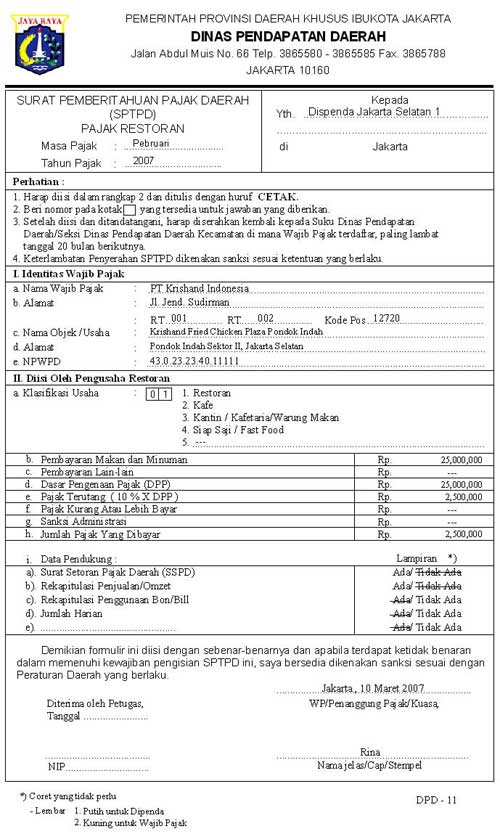 JAYA RAYA
PEMERINTAH PROVINSI DAERAH KHUSUS IBUKOTA JAKARTA
DINAS PENDAPATAN DAERAH
Jalan Abdul Muis No. 66 Telp. 3865580 - 3865585 Fax. 3865788
JAKARTA 10160
SURAT PEMBERITAHUAN PAJAK DAERAH
(SPTPD)
PAJAK RESTORAN
Masa Pajak : Pebruari
Tahun Pajak : 2007
Kepada
Yth. Dispenda Jakarta Selatan 1
di Jakarta
Perhatian :
1. Harap diisi dalam rangkap 2 dan ditulis dengan huruf CETAK.
2. Beri nomor pada kotak yang tersedia untuk jawaban yang diberikan.
3. Setelah diisi dan ditandatangani, harap diserahkan kembali kepada Suku Dinas Pendapatan
Daerah/Seksi Dinas Pendapatan Daerah Kecamatan di mana Wajib Pajak terdaftar, paling lambat
tanggal 20 bulan berikutnya.
4. Keterlambatan Penyerahan SPTPD dikenakan sanksi sesuai ketentuan yang berlaku.
I. Identitas Wajib Pajak
a. Nama Wajib Pajak : PT Krishand Indonesia
b. Alamat : Jl. Jend. Sudirman
: RT. 001 RT. 002 Kode Pos 12720
c. Nama Objek /Usaha : Krishand Fried Chicken Plaza Pondok Indah
d. Alamat : Pondok Indah Sektor II, Jakarta Selatan
e. NPWPD : 43.0.23.23.40.11111
II. Diisi Oleh Pengusaha Restoran
a. Klasifikasi Usaha : 0 1 1. Restoran
2. Kafe
3. Kantin / Kafetaria/Warung Makan
4. Siap Saji / Fast Food
5. ---
b. Pembayaran Makan dan Minuman Rp. 25,000,000
c. Pembayaran Lain-lain Rp. ---
d. Dasar Pengenaan Pajak (DPP) Rp. 25,000,000
e. Pajak Terutang ( 10 % X DPP ) Rp. 2,500,000
f. Pajak Kurang Atau Lebih Bayar Rp. ---
g. Sanksi Administrasi Rp. ---
h. Jumlah Pajak Yang Dibayar Rp. 2,500,000
i. Data Pendukung : Lampiran *)
a). Surat Setoran Pajak Daerah (SSPD) Ada/ Tidak Ada
b). Rekapitulasi Penjualan/Omzet Ada/ Tidak Ada
c). Rekapitulasi Penggunaan Bon/Bill Ada/ Tidak Ada
d). Jumlah Harian Ada/ Tidak Ada
e). Ada/ Tidak Ada
Demikian formulir ini diisi dengan sebenar-benarnya dan apabila terdapat ketidak benaran
dalam memenuhi kewajiban pengisian SPTPD ini, saya bersedia dikenakan sanksi sesuai dengan
Peraturan Daerah yang berlaku.
Jakarta, 10 Maret 2007
Diterima oleh Petugas, WP/Penanggung Pajak/Kuasa,
Tanggal
Rina
NIP. Nama jelas/Cap/Stempel
*) Coret yang tidak perlu
DPD - 11
- Lembar 1. Putih untuk Dipenda
2. Kuning untuk Wajib Pajak